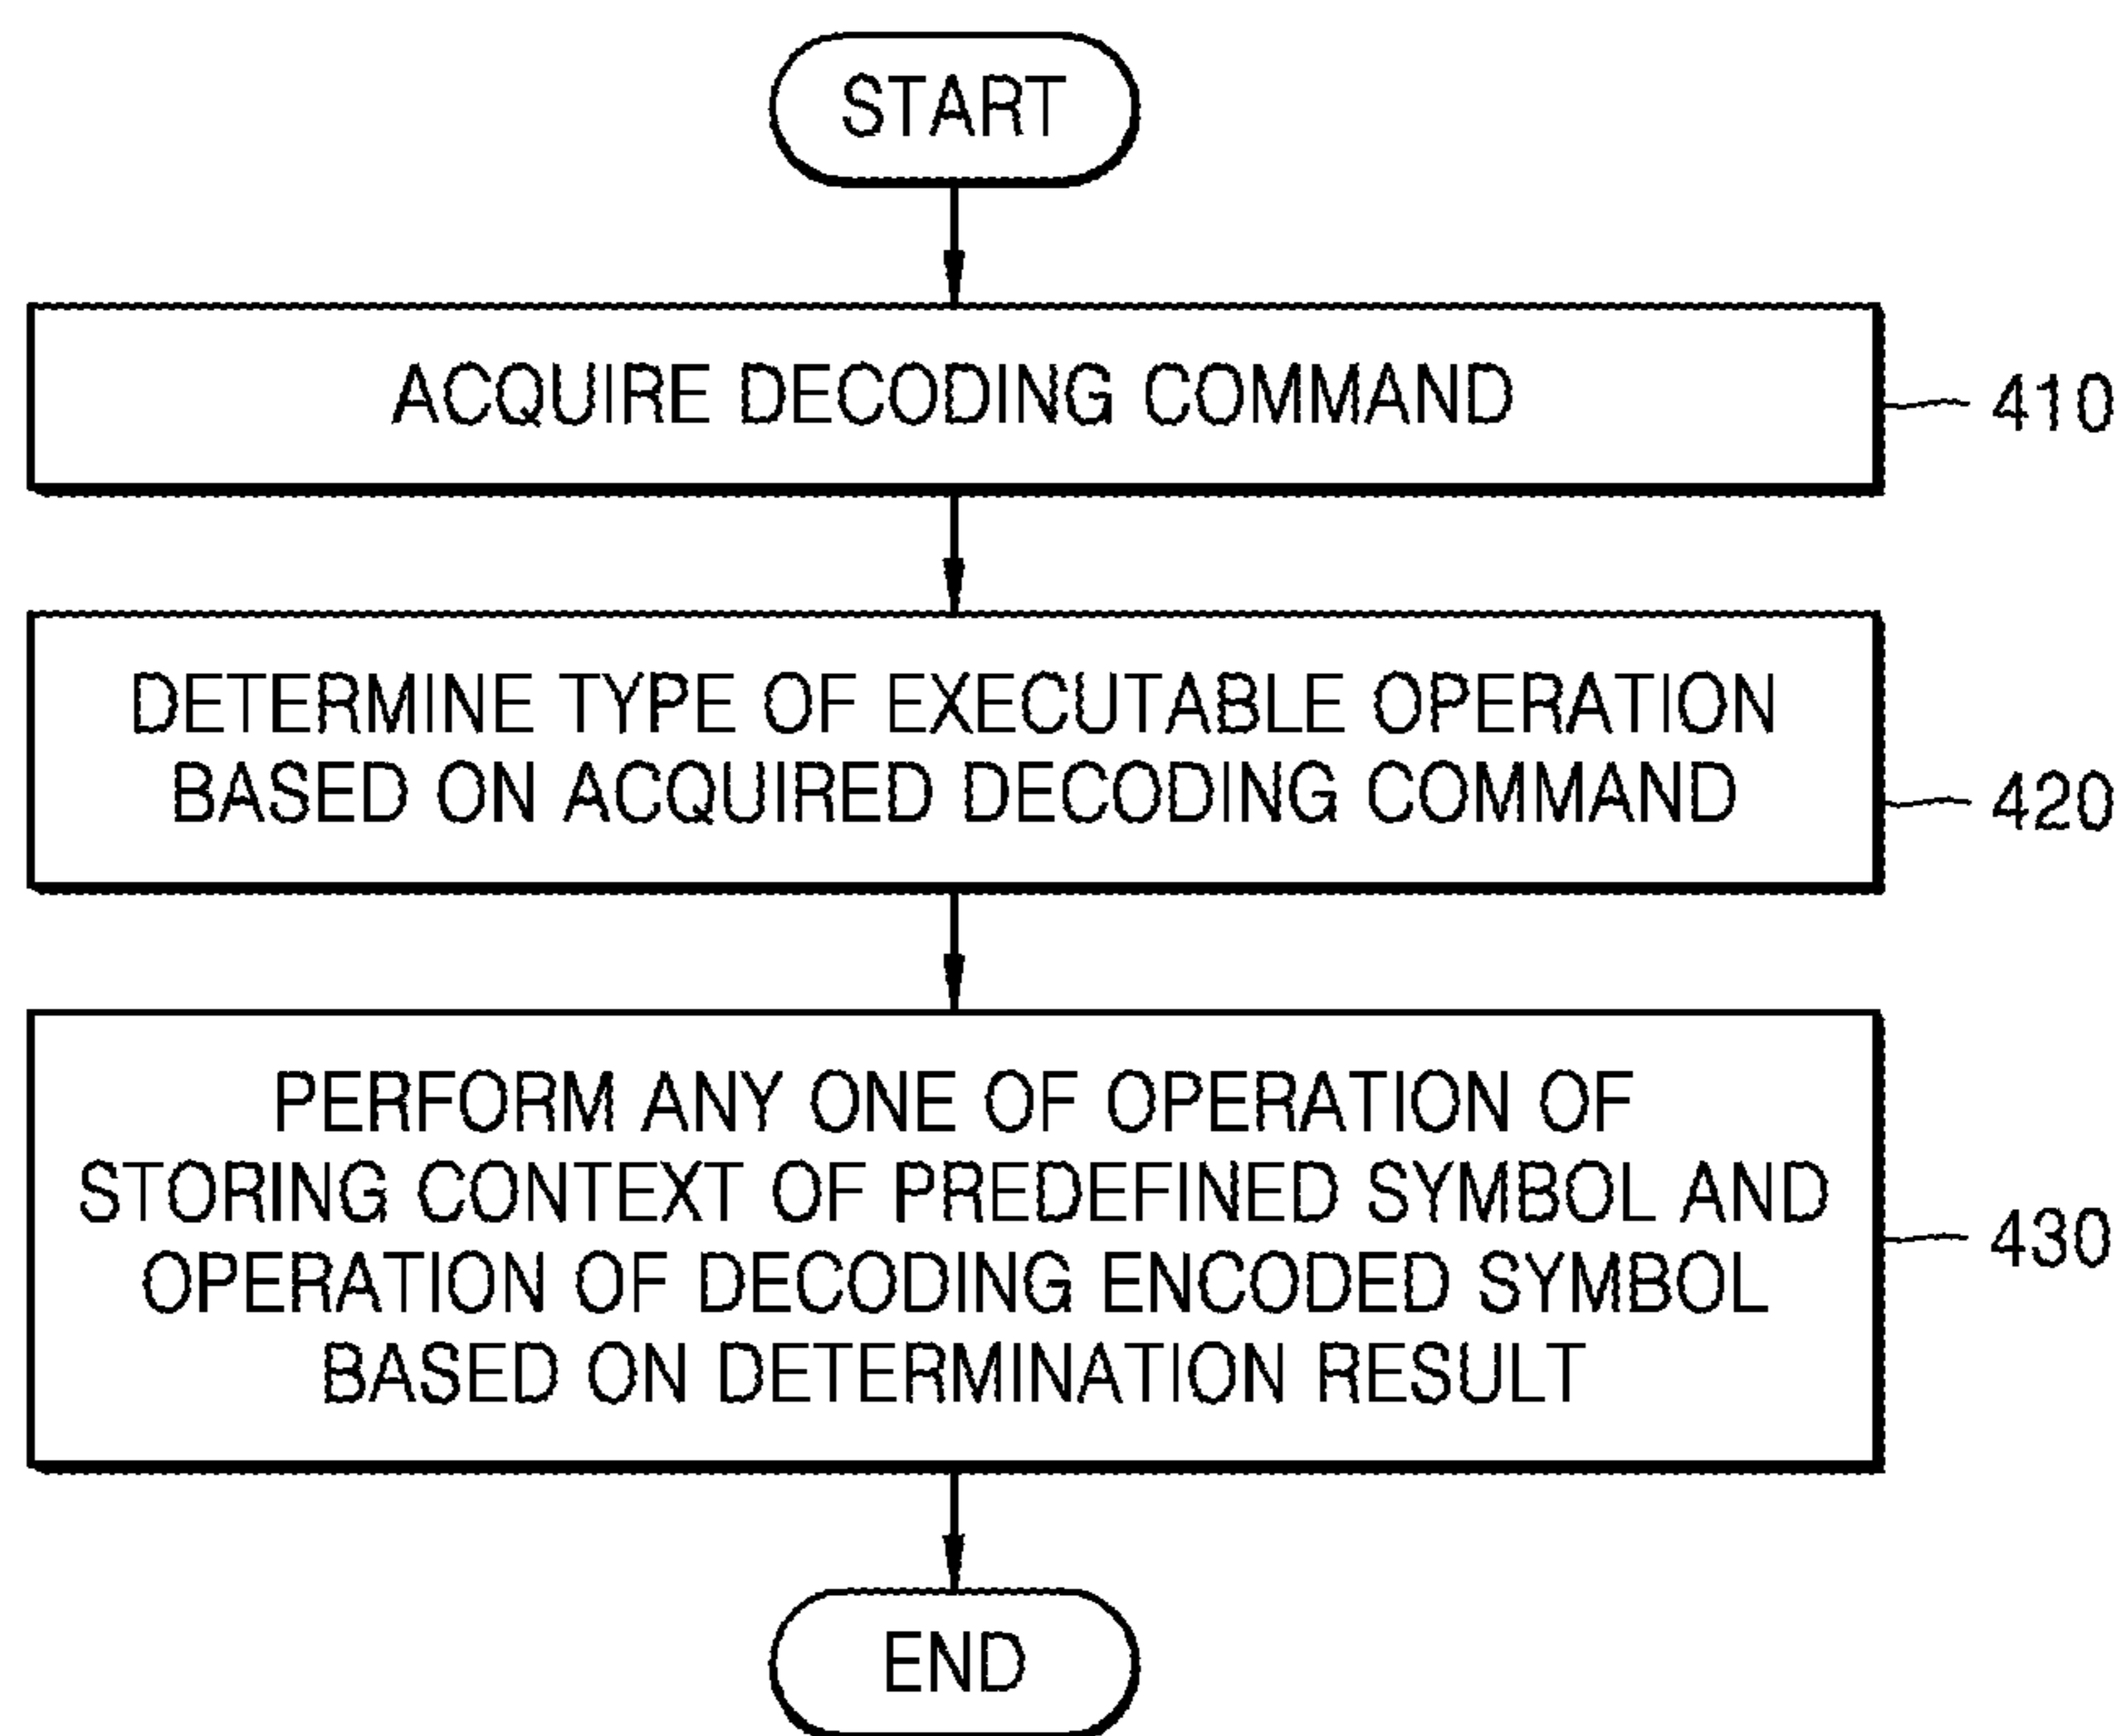 START
ACQUIRE DECODING COMMAND
410
DETERMINE TYPE OF EXECUTABLE OPERATION
BASED ON ACQUIRED DECODING COMMAND
420
PERFORM ANY ONE OF OPERATION OF
STORING CONTEXT OF PREDEFINED SYMBOL AND
OPERATION OF DECODING ENCODED SYMBOL
BASED ON DETERMINATION RESULT
430
END